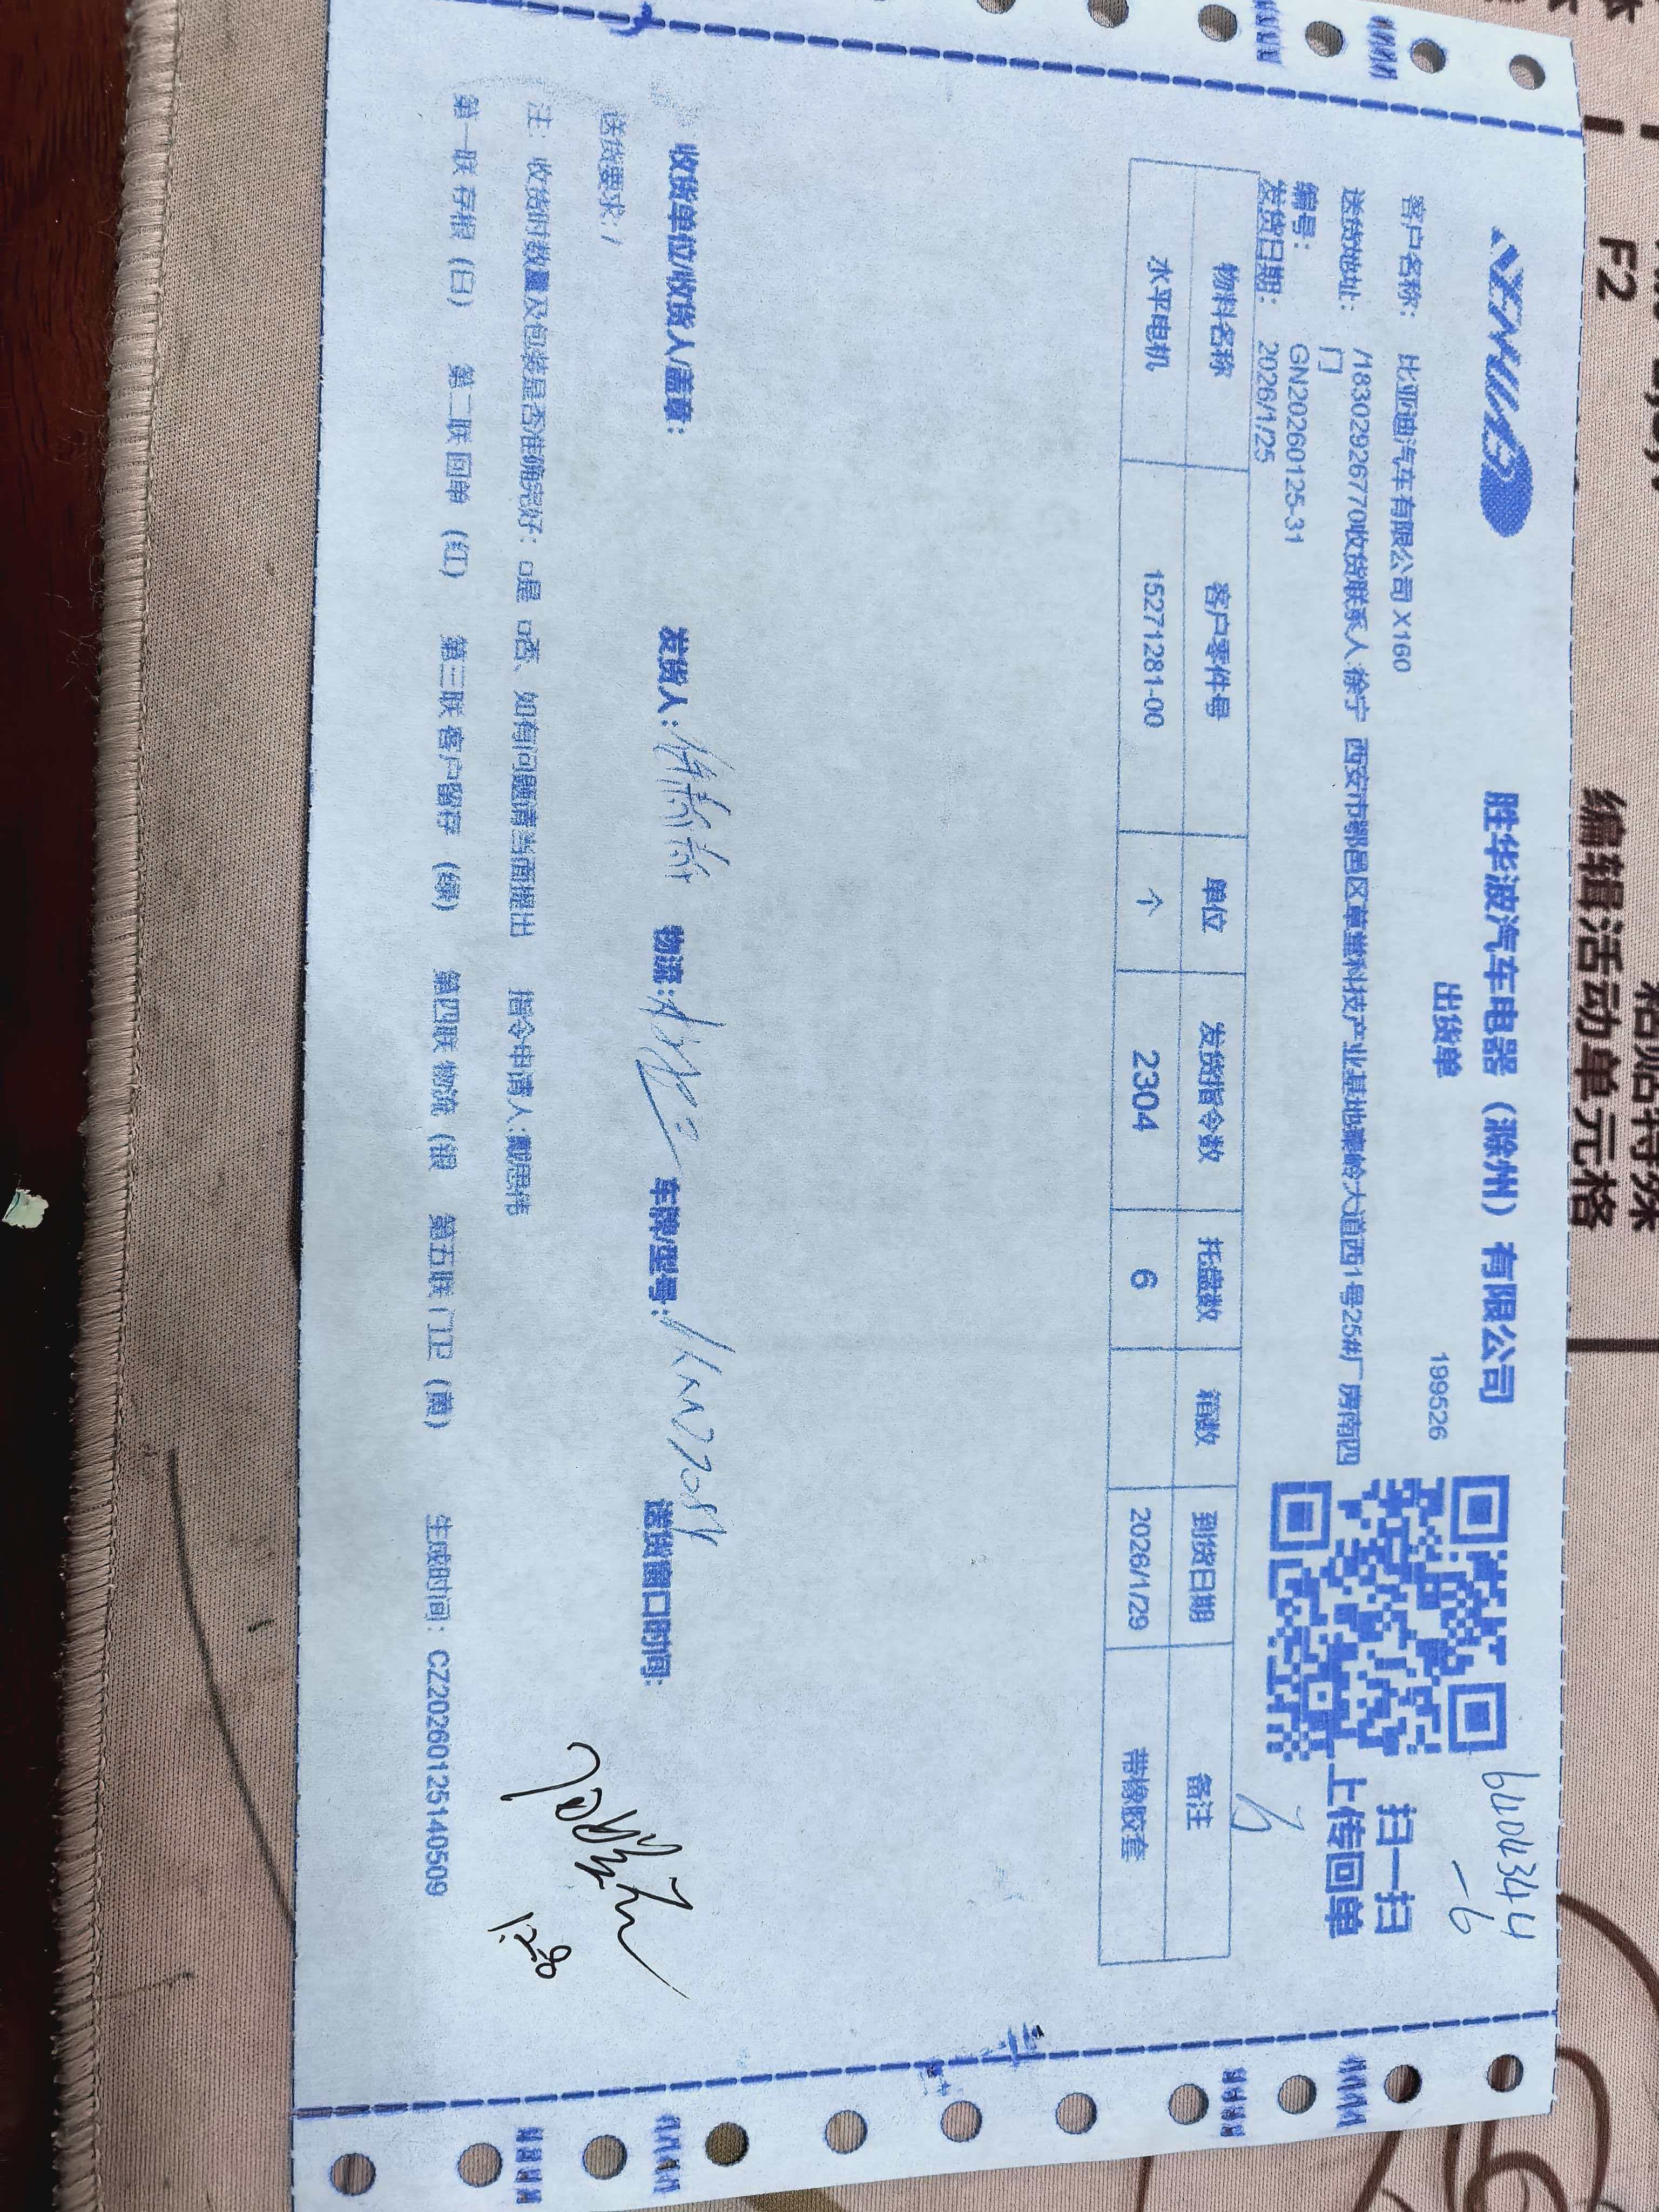 SENHUABO
胜华波汽车电器（滁州）有限公司
出货单
199526
61104344
-6
扫一扫
上传回单
客户名称： 比亚迪汽车有限公司 X160
送货地址： /18302926770收货联系人 徐宁 西安市鄠邑区草堂科技产业基地秦岭大道西1号25#厂房南四门
编号： GN20260125-31
发货日期： 2026/1/25
6
物料名称 客户零件号 单位 发货指令数 托盘数 箱数 到货日期 备注
水平电机 15271281-00 个 2304 6 2026/1/29 带橡胶套
收货单位/收货人/盖章： 发货人： 物流： 车牌/型号： 送货窗口时间：
送货要求：/
注： 收货时数量及包装是否准确完好： □是 □否、 如有问题请当面提出 指令申请人：
1.28
第一联 存根 (白) 第二联 回单 (红) 第三联 客户留存 (绿) 第四联 物流 (银 第五联 门卫 (黄) 生成时间： CZ20260125140509
F2
编辑活动单元格